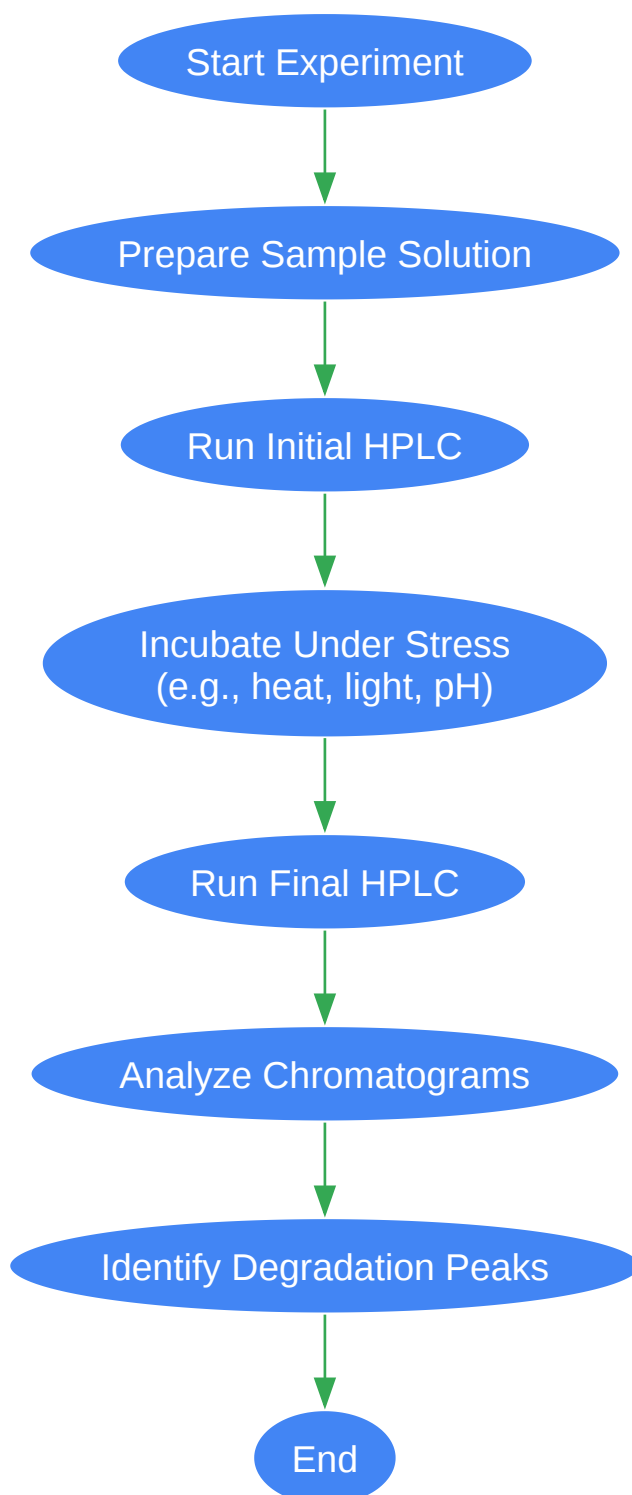 Start Experiment
Prepare Sample Solution
Run Initial HPLC
Incubate Under Stress
(e.g., heat, light, pH)
Run Final HPLC
Analyze Chromatograms
Identify Degradation Peaks
End